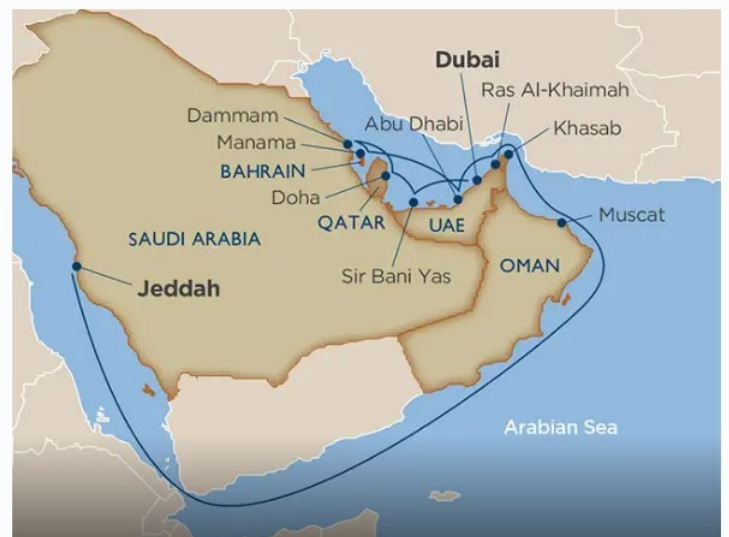 Dubai
Ras Al-Khaimah
Dammam
Abu Dhabi
Khasab
Manama
BAHRAIN
Doha
QATAR
UAE
Muscat
SAUDI ARABIA
Sir Bani Yas
OMAN
Jeddah
Arabian Sea